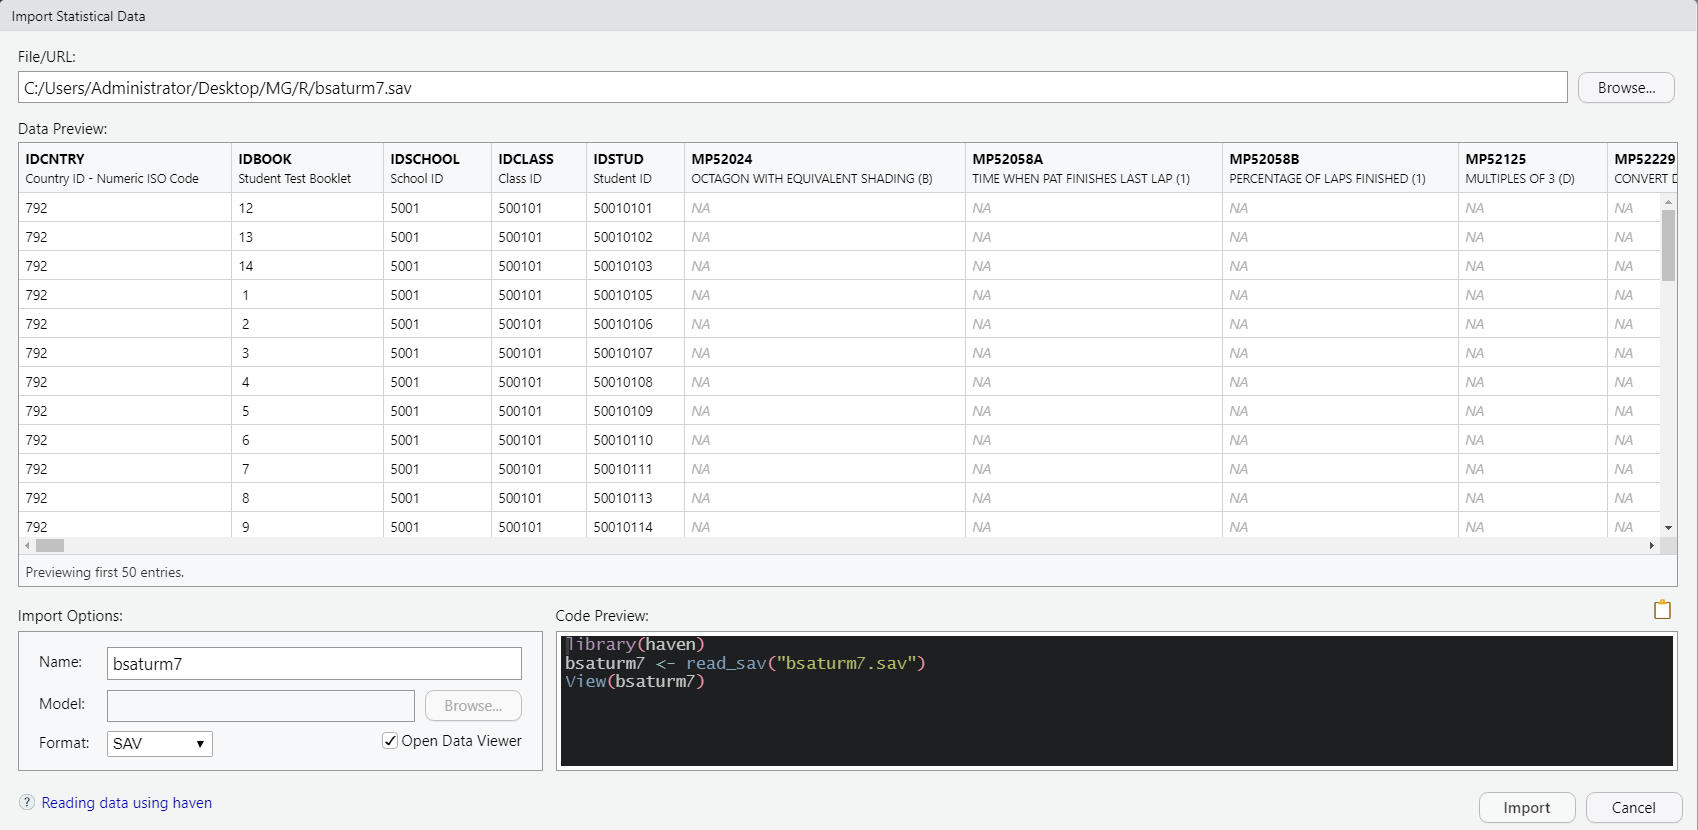 Import Statistical Data
File/URL:
C:/Users/Administrator/Desktop/MG/R/bsaturm7.sav Browse...
Data Preview:
IDCNTRY IDBOOK IDSCHOOL IDCLASS IDSTUD MP52024 MP52058A MP52058B MP52125 MP52229
Country ID - Numeric ISO Code Student Test Booklet School ID Class ID Student ID OCTAGON WITH EQUIVALENT SHADING (B) TIME WHEN PAT FINISHES LAST LAP (1) PERCENTAGE OF LAPS FINISHED (1) MULTIPLES OF 3 (D) CONVERT
792 12 5001 500101 50010101 NA NA NA NA NA
792 13 5001 500101 50010102 NA NA NA NA NA
792 14 5001 500101 50010103 NA NA NA NA NA
792 1 5001 500101 50010105 NA NA NA NA NA
792 2 5001 500101 50010106 NA NA NA NA NA
792 3 5001 500101 50010107 NA NA NA NA NA
792 4 5001 500101 50010108 NA NA NA NA NA
792 5 5001 500101 50010109 NA NA NA NA NA
792 6 5001 500101 50010110 NA NA NA NA NA
792 7 5001 500101 50010111 NA NA NA NA NA
792 8 5001 500101 50010113 NA NA NA NA NA
792 9 5001 500101 50010114 NA NA NA NA NA
Previewing first 50 entries.
Import Options:
Name: bsaturm7
Model: Browse...
Format: SAV Open Data Viewer
Code Preview:
library(haven)
bsaturm7 <- read_sav("bsaturm7.sav")
View(bsaturm7)
? Reading data using haven
Import Cancel